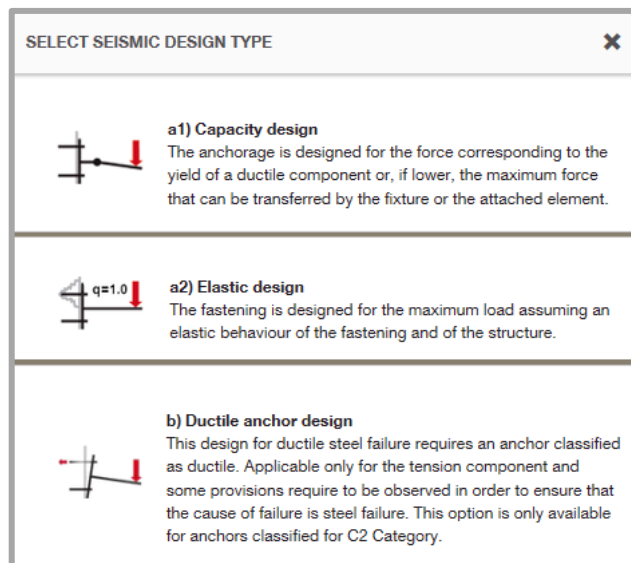 SELECT SEISMIC DESIGN TYPE
a1) Capacity design
The anchorage is designed for the force corresponding to the
yield of a ductile component or, if lower, the maximum force
that can be transferred by the fixture or the attached element.
q=1.0
a2) Elastic design
The fastening is designed for the maximum load assuming an
elastic behaviour of the fastening and of the structure.
b) Ductile anchor design
This design for ductile steel failure requires an anchor classified
as ductile. Applicable only for the tension component and
some provisions require to be observed in order to ensure that
the cause of failure is steel failure. This option is only available
for anchors classified for C2 Category.